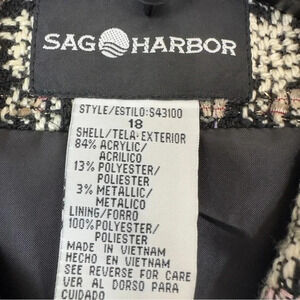 SAG HARBOR
STYLE/ESTILO:S43100
18
SHELL/TELA:EXTERIOR
84% ACRYLIC/
ACRILICO
13% POLYESTER/
POLIESTER
3% METALLIC/
METALICO
LINING/FORRO
100%POLYESTER/
POLIESTER
MADE IN VIETNAM
HECHO EN VIETNAM
SEE REVERSE FOR CARE
VER AL DORSO PARA
CUIDADO